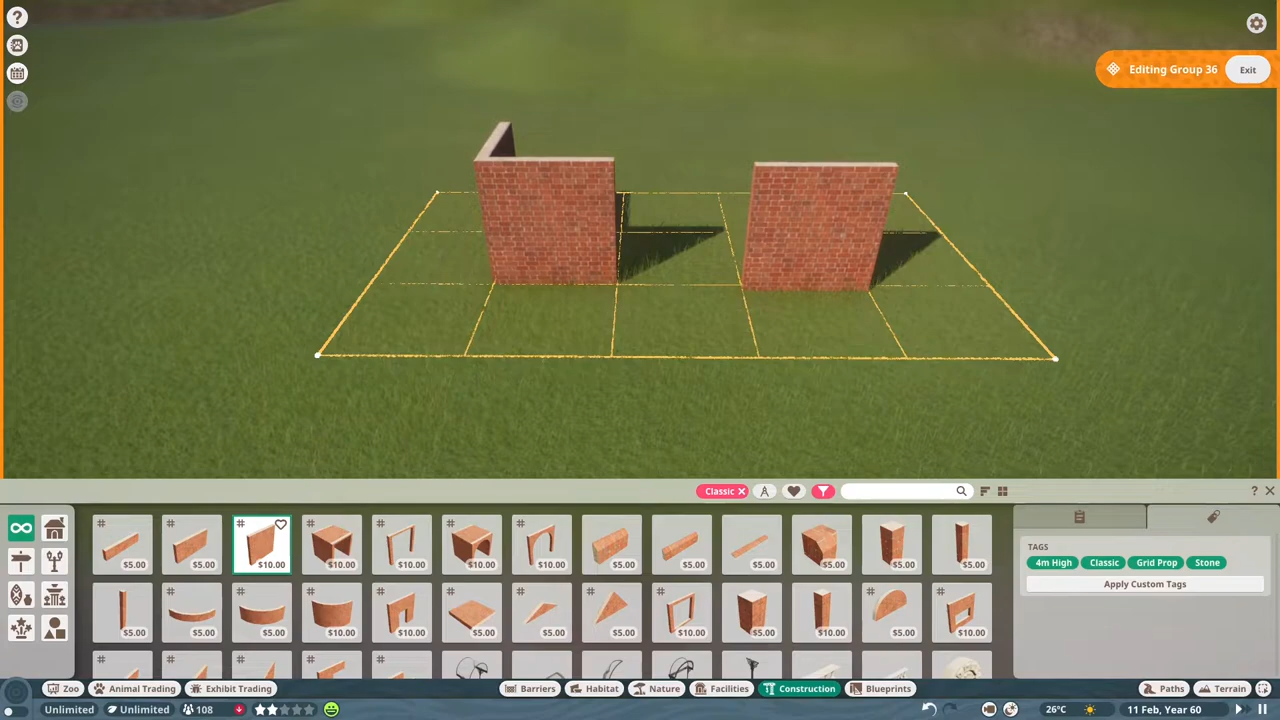 ?
Editing Group 36
Exit
Classic ×
? ×
# $5.00 # $5.00 # $10.00 # $10.00 # $10.00 # $10.00 # $10.00 $5.00 $5.00 $5.00 $5.00 $5.00 $5.00
$5.00 # $5.00 # $5.00 # $10.00 # $10.00 # $5.00 # $5.00 # $5.00 # $10.00 $5.00 $10.00 # $5.00 # $10.00
# # # # #
TAGS
4m High Classic Grid Prop Stone
Apply Custom Tags
Zoo Animal Trading Exhibit Trading Barriers Habitat Nature Facilities Construction Blueprints Paths Terrain
Unlimited Unlimited 108 26°C 11 Feb, Year 60